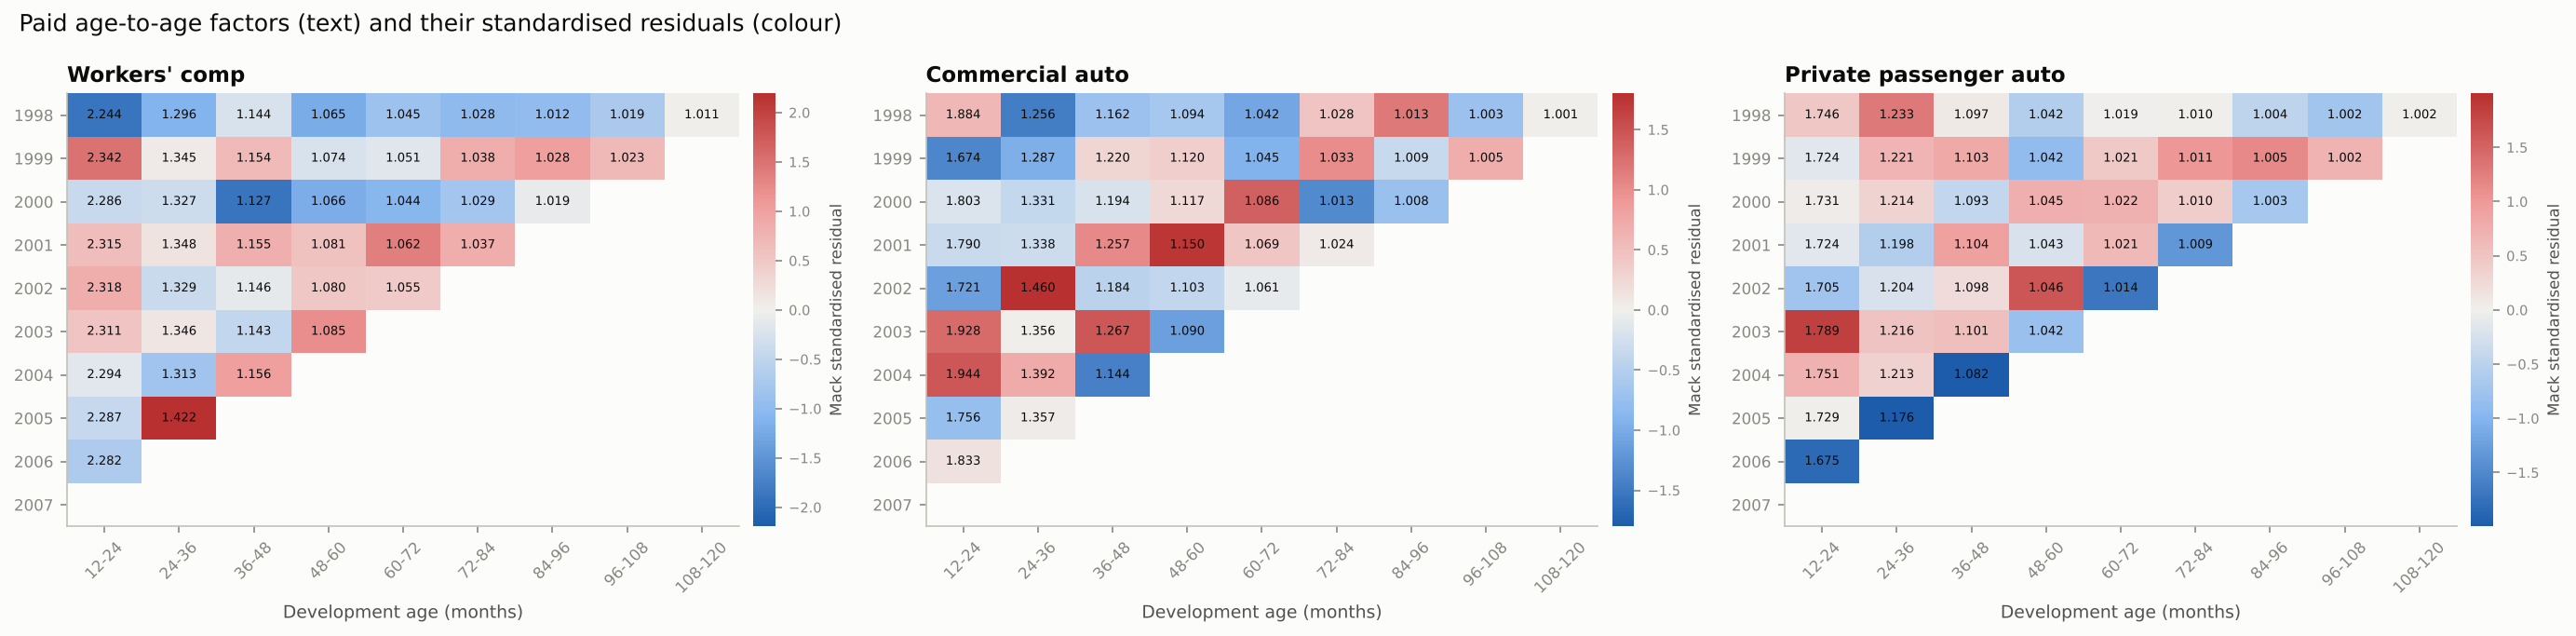 Paid age-to-age factors (text) and their standardised residuals (colour)
Workers' comp
1998 2.244 1.296 1.144 1.065 1.045 1.028 1.012 1.019 1.011
1999 2.342 1.345 1.154 1.074 1.051 1.038 1.028 1.023
2000 2.286 1.327 1.127 1.066 1.044 1.029 1.019
2001 2.315 1.348 1.155 1.081 1.062 1.037
2002 2.318 1.329 1.146 1.080 1.055
2003 2.311 1.346 1.143 1.085
2004 2.294 1.313 1.156
2005 2.287 1.422
2006 2.282
2007
12-24 24-36 36-48 48-60 60-72 72-84 84-96 96-108 108-120
Development age (months)
2.0
1.5
1.0
0.5
0.0
−0.5
−1.0
−1.5
−2.0
Mack standardised residual
Commercial auto
1998 1.884 1.256 1.162 1.094 1.042 1.028 1.013 1.003 1.001
1999 1.674 1.287 1.220 1.120 1.045 1.033 1.009 1.005
2000 1.803 1.331 1.194 1.117 1.086 1.013 1.008
2001 1.790 1.338 1.257 1.150 1.069 1.024
2002 1.721 1.460 1.184 1.103 1.061
2003 1.928 1.356 1.267 1.090
2004 1.944 1.392 1.144
2005 1.756 1.357
2006 1.833
2007
12-24 24-36 36-48 48-60 60-72 72-84 84-96 96-108 108-120
Development age (months)
1.5
1.0
0.5
0.0
−0.5
−1.0
−1.5
Mack standardised residual
Private passenger auto
1998 1.746 1.233 1.097 1.042 1.019 1.010 1.004 1.002 1.002
1999 1.724 1.221 1.103 1.042 1.021 1.011 1.005 1.002
2000 1.731 1.214 1.093 1.045 1.022 1.010 1.003
2001 1.724 1.198 1.104 1.043 1.021 1.009
2002 1.705 1.204 1.098 1.046 1.014
2003 1.789 1.216 1.101 1.042
2004 1.751 1.213 1.082
2005 1.729 1.176
2006 1.675
2007
12-24 24-36 36-48 48-60 60-72 72-84 84-96 96-108 108-120
Development age (months)
1.5
1.0
0.5
0.0
−0.5
−1.0
−1.5
Mack standardised residual